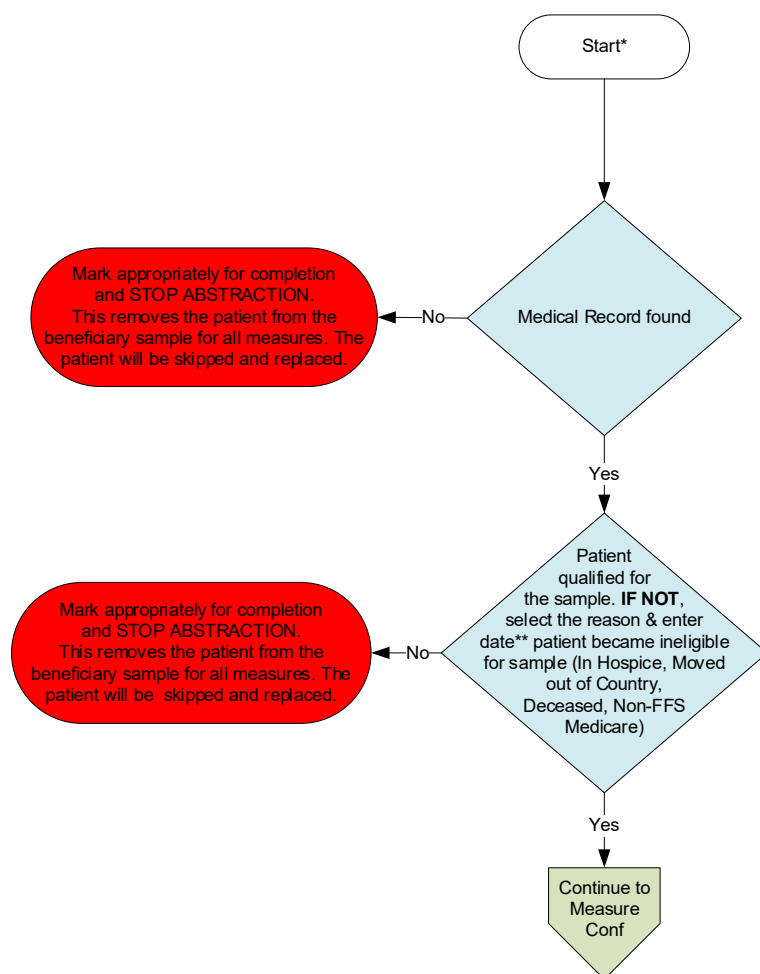 Start*
Medical Record found
No
Mark appropriately for completion
and STOP ABSTRACTION.
This removes the patient from the
beneficiary sample for all measures. The
patient will be skipped and replaced.
Yes
Patient
qualified for
the sample. IF NOT,
select the reason & enter
date** patient became ineligible
for sample (In Hospice, Moved
out of Country,
Deceased, Non-FFS
Medicare)
No
Mark appropriately for completion
and STOP ABSTRACTION.
This removes the patient from the
beneficiary sample for all measures. The
patient will be  skipped and replaced.
Yes
Continue to
Measure
Conf